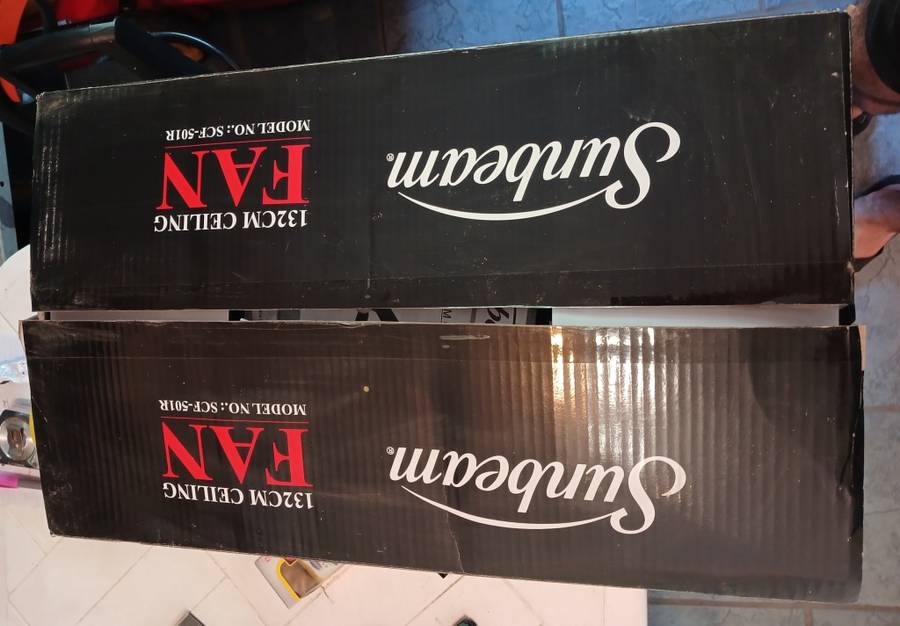 Sunbeam®
132CM CEILING
FAN
MODEL NO.: SCF-501R
Sunbeam®
132CM CEILING
FAN
MODEL NO.: SCF-501R